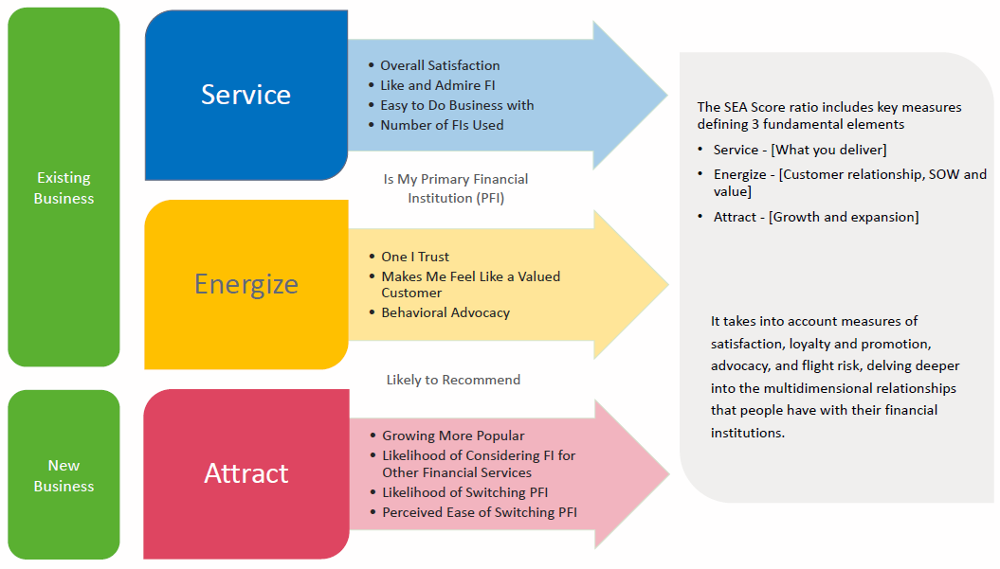 Existing
Business
Service
• Overall Satisfaction
• Like and Admire FI
• Easy to Do Business with
• Number of FIs Used
Is My Primary Financial
Institution (PFI)
Energize
• One I Trust
• Makes Me Feel Like a Valued
Customer
• Behavioral Advocacy
Likely to Recommend
New
Business
Attract
• Growing More Popular
• Likelihood of Considering FI for
Other Financial Services
• Likelihood of Switching PFI
• Perceived Ease of Switching PFI
The SEA Score ratio includes key measures
defining 3 fundamental elements
• Service - [What you deliver]
• Energize - [Customer relationship, SOW and
value]
• Attract - [Growth and expansion]
It takes into account measures of
satisfaction, loyalty and promotion,
advocacy, and flight risk, delving deeper
into the multidimensional relationships
that people have with their financial
institutions.